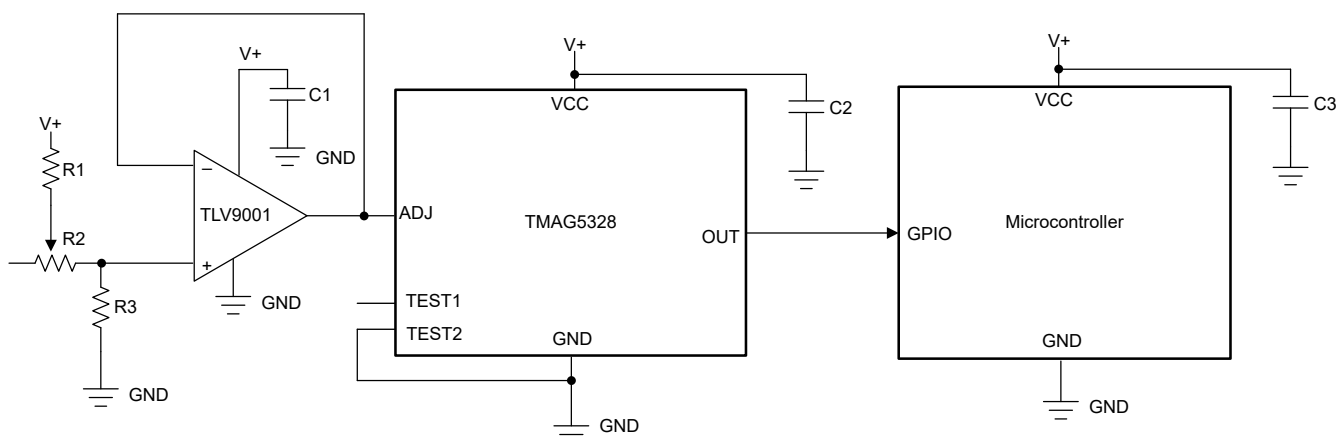 V+
C1
GND
V+
R1
R2
R3
GND
−
TLV9001
+
GND
V+
VCC
C2
ADJ
TMAG5328
OUT
TEST1
TEST2
GND
GND
V+
VCC
C3
GPIO
Microcontroller
GND
GND